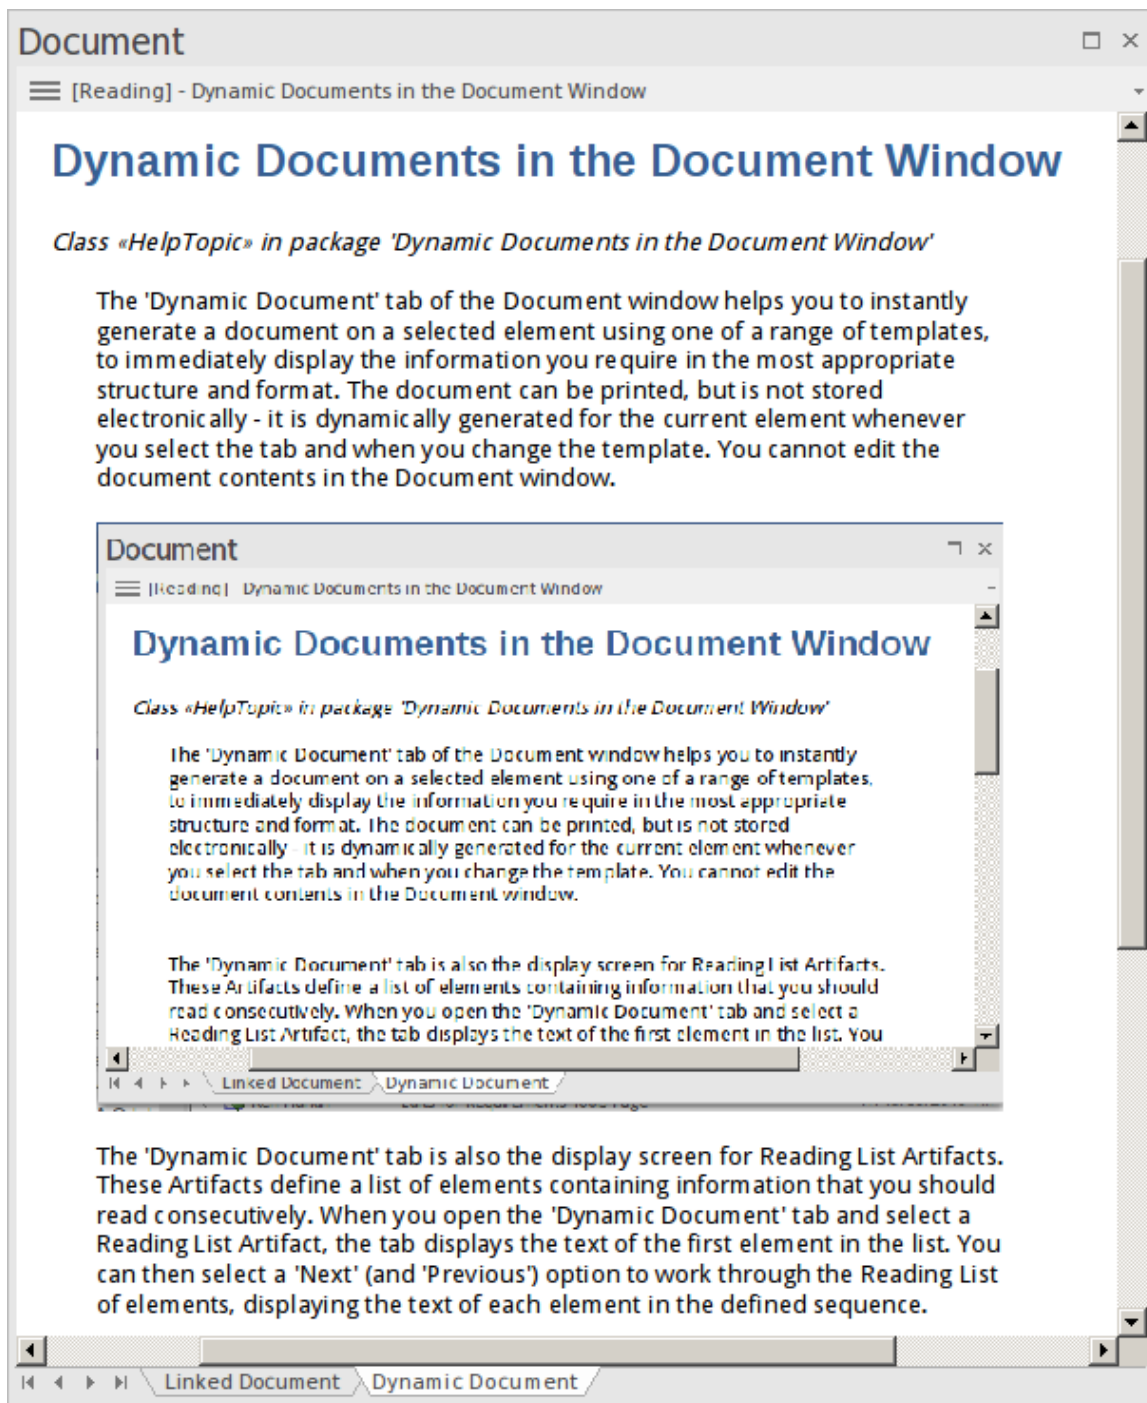 Document
[Reading] - Dynamic Documents in the Document Window
Dynamic Documents in the Document Window
Class «HelpTopic» in package 'Dynamic Documents in the Document Window'
The 'Dynamic Document' tab of the Document window helps you to instantly
generate a document on a selected element using one of a range of templates,
to immediately display the information you require in the most appropriate
structure and format. The document can be printed, but is not stored
electronically - it is dynamically generated for the current element whenever
you select the tab and when you change the template. You cannot edit the
document contents in the Document window.
Document
[Reading] Dynamic Documents in the Document Window
Dynamic Documents in the Document Window
Class «HelpTopic» in package 'Dynamic Documents in the Document Window'
The 'Dynamic Document' tab of the Document window helps you to instantly
generate a document on a selected element using one of a range of templates,
to immediately display the information you require in the most appropriate
structure and format. The document can be printed, but is not stored
electronically - it is dynamically generated for the current element whenever
you select the tab and when you change the template. You cannot edit the
document contents in the Document window.
The 'Dynamic Document' tab is also the display screen for Reading List Artifacts.
These Artifacts define a list of elements containing information that you should
read consecutively. When you open the 'Dynamic Document' tab and select a
Reading List Artifact, the tab displays the text of the first element in the list. You
Linked Document Dynamic Document
The 'Dynamic Document' tab is also the display screen for Reading List Artifacts.
These Artifacts define a list of elements containing information that you should
read consecutively. When you open the 'Dynamic Document' tab and select a
Reading List Artifact, the tab displays the text of the first element in the list. You
can then select a 'Next' (and 'Previous') option to work through the Reading List
of elements, displaying the text of each element in the defined sequence.
Linked Document Dynamic Document